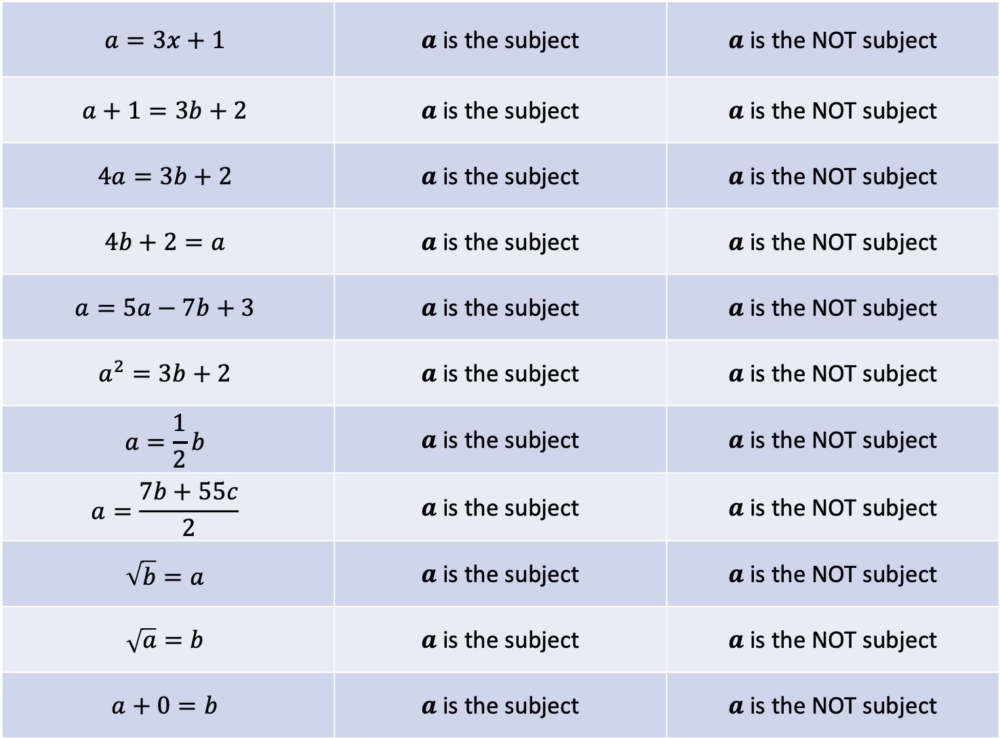 a = 3x + 1 a is the subject a is the NOT subject
a + 1 = 3b + 2 a is the subject a is the NOT subject
4a = 3b + 2 a is the subject a is the NOT subject
4b + 2 = a a is the subject a is the NOT subject
a = 5a − 7b + 3 a is the subject a is the NOT subject
a² = 3b + 2 a is the subject a is the NOT subject
a = 1/2 b a is the subject a is the NOT subject
a = (7b + 55c)/2 a is the subject a is the NOT subject
√b = a a is the subject a is the NOT subject
√a = b a is the subject a is the NOT subject
a + 0 = b a is the subject a is the NOT subject